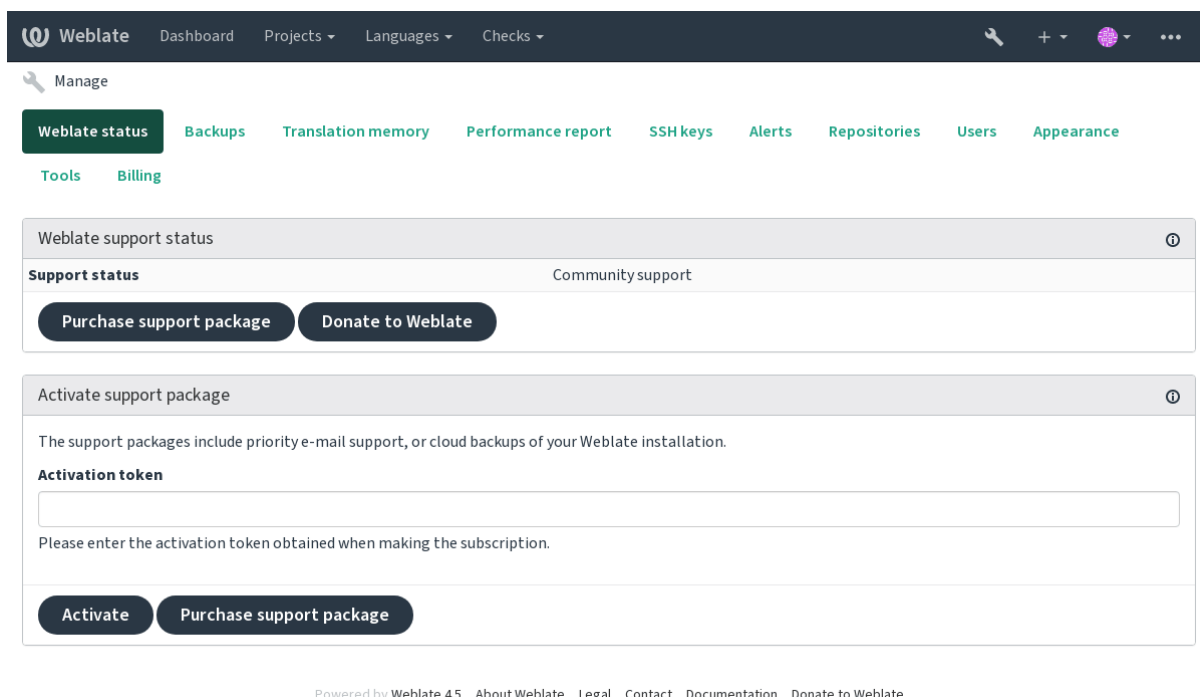 Weblate Dashboard Projects Languages Checks
Manage
Weblate status Backups Translation memory Performance report SSH keys Alerts Repositories Users Appearance
Tools Billing
Weblate support status
Support status Community support
Purchase support package Donate to Weblate
Activate support package
The support packages include priority e-mail support, or cloud backups of your Weblate installation.
Activation token
Please enter the activation token obtained when making the subscription.
Activate Purchase support package
Powered by Weblate 4.5 About Weblate Legal Contact Documentation Donate to Weblate